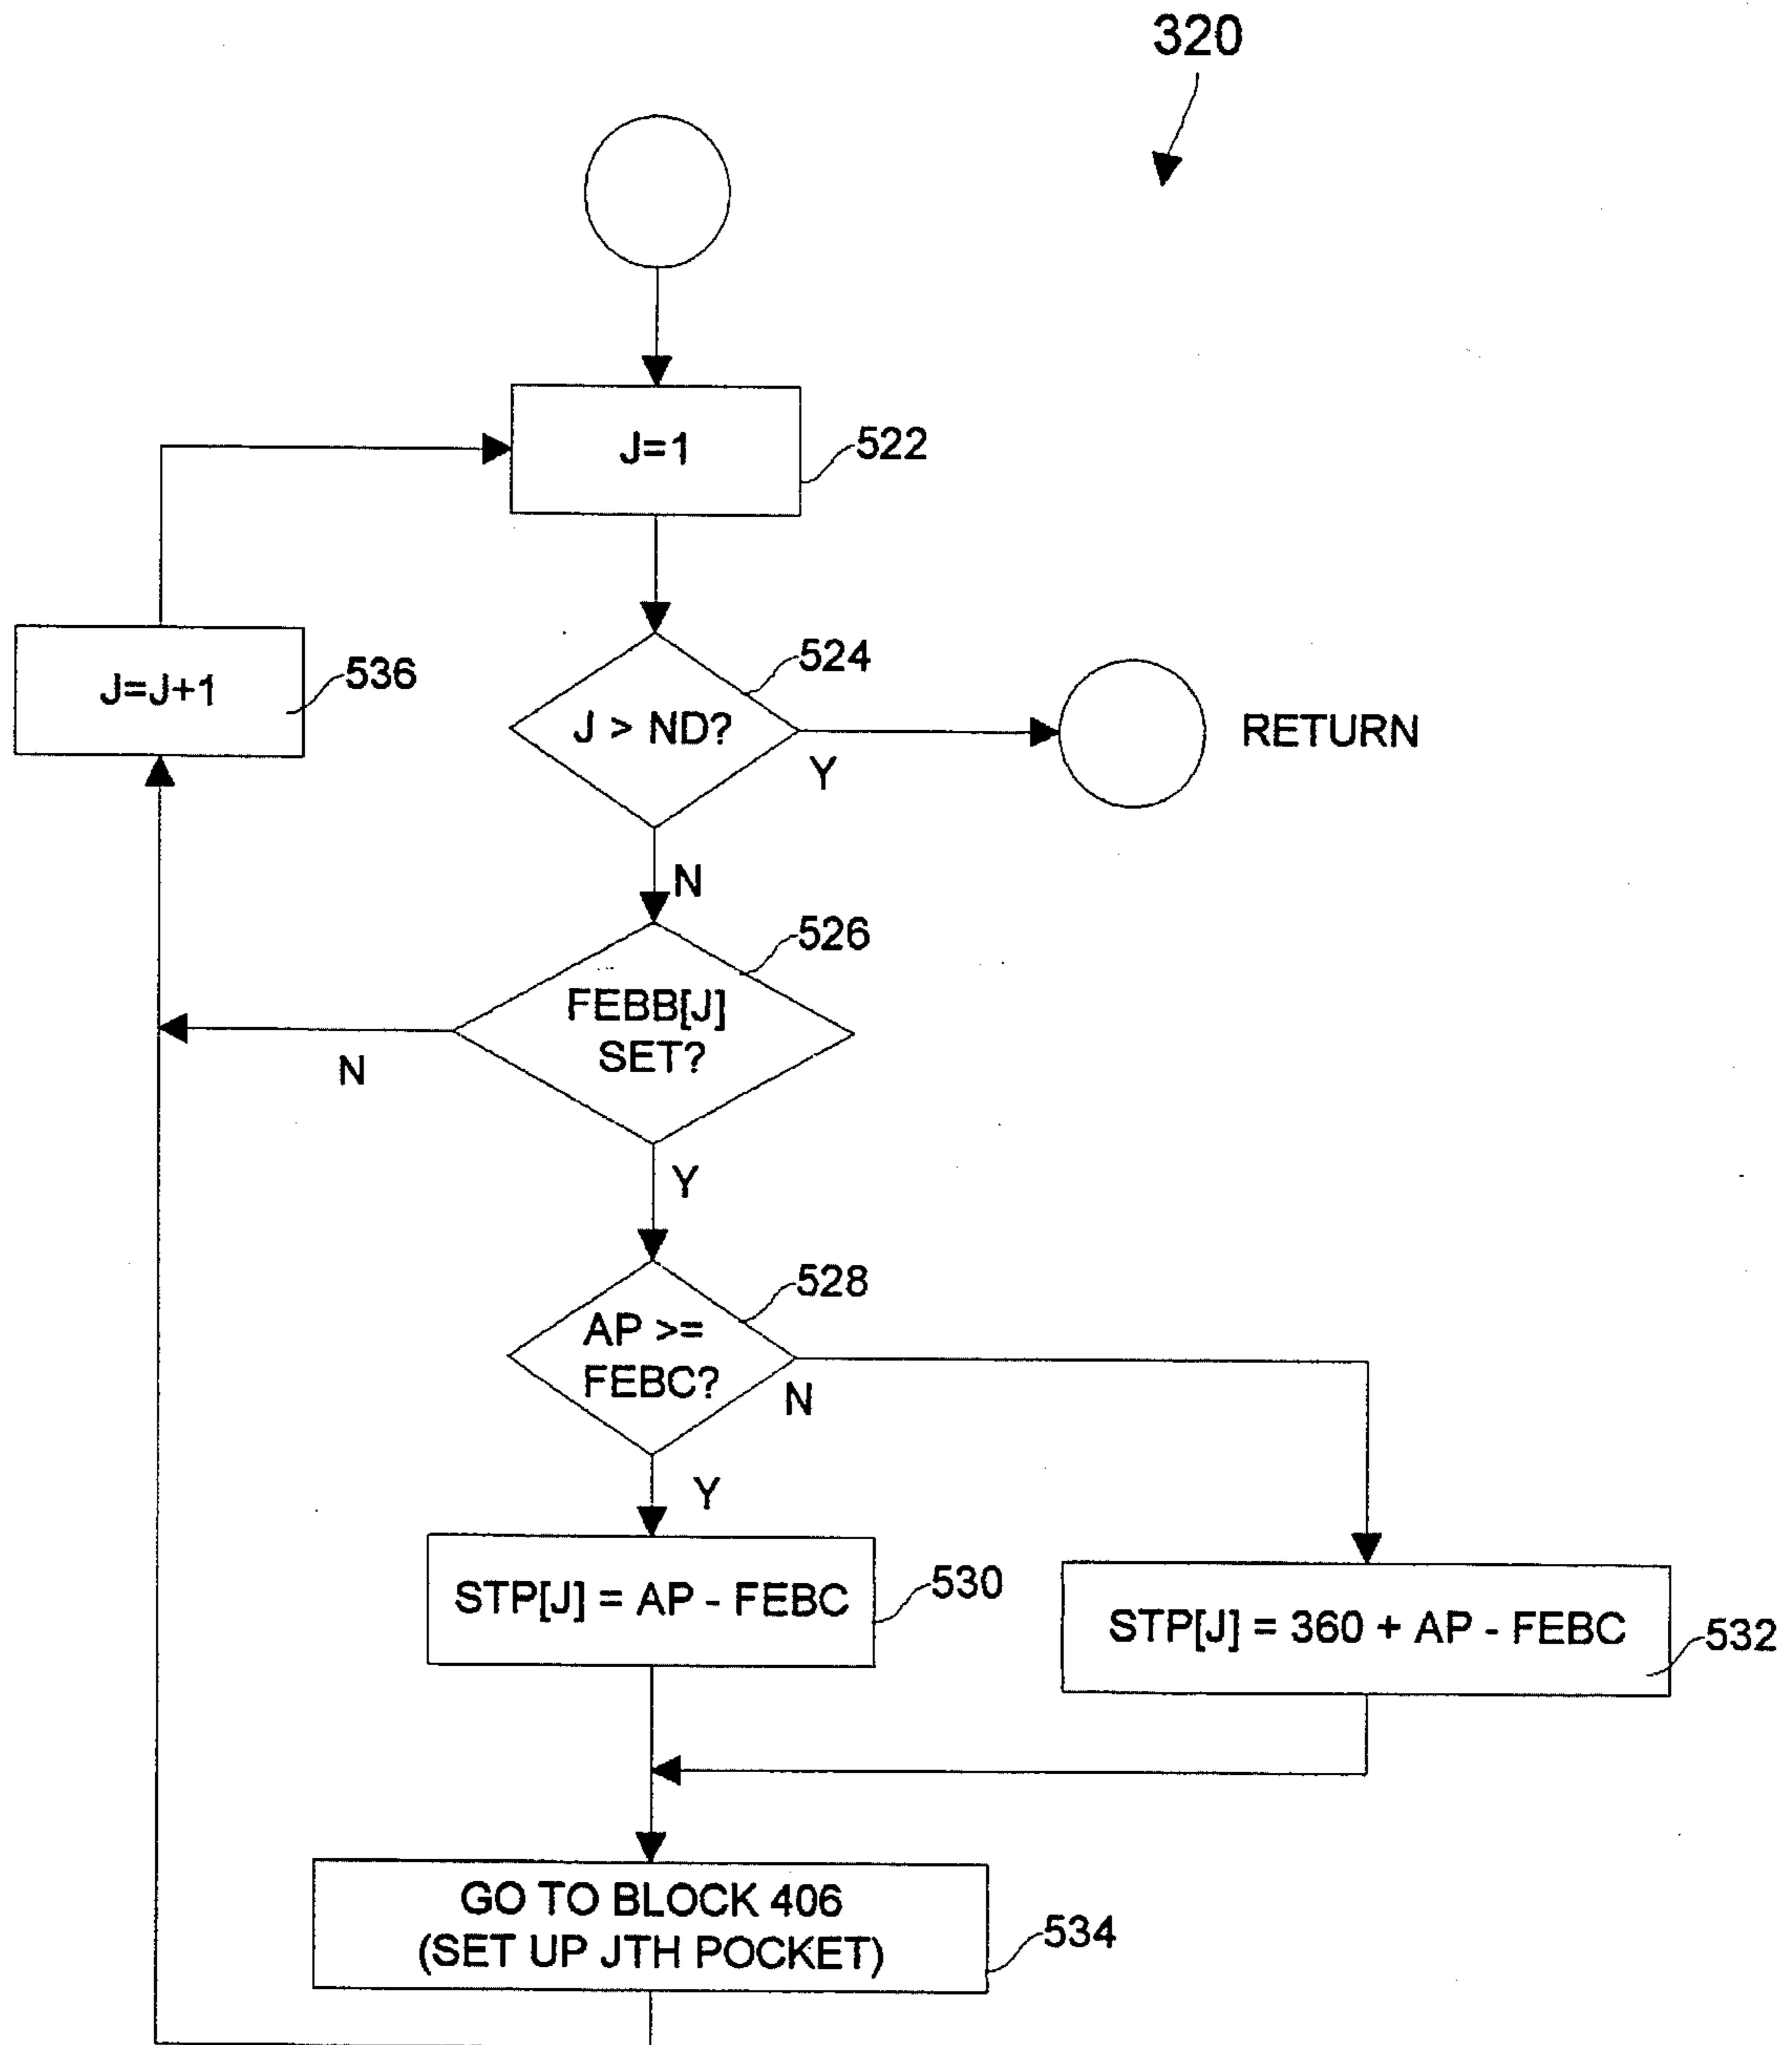 320
J=1
522
J=J+1
536
524
J > ND?
Y
RETURN
N
526
FEBB[J]
SET?
N
Y
528
AP >=
FEBC?
N
Y
STP[J] = AP - FEBC
530
STP[J] = 360 + AP - FEBC
532
GO TO BLOCK 406
(SET UP JTH POCKET)
534